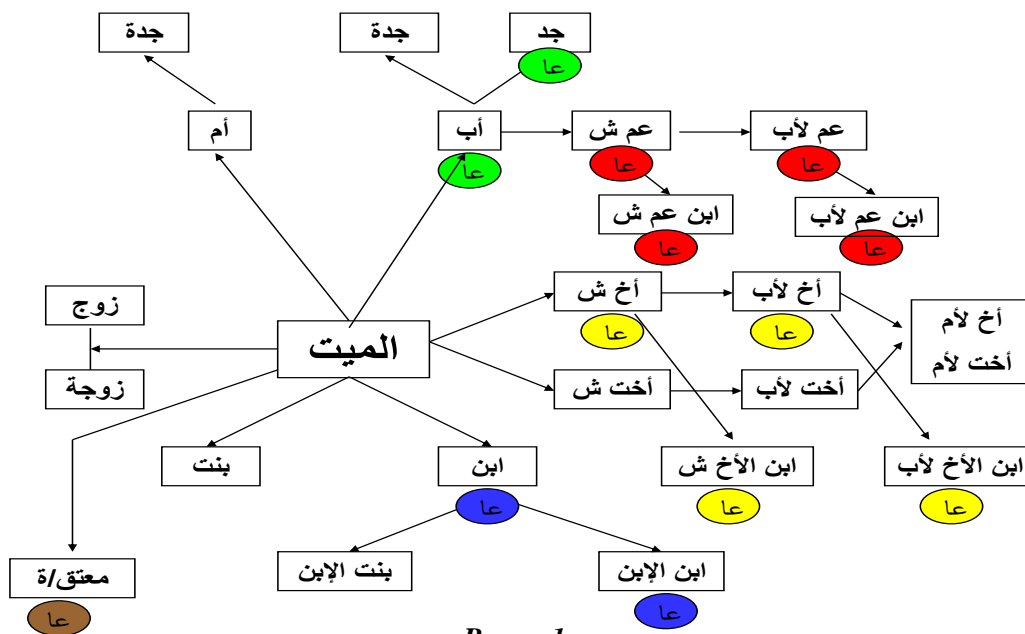 جد
جدة
جدة
عا
عم لأب
عم ش
أب
أم
عا
عا
عا
ابن عم لأب
ابن عم ش
عا
عا
أخ لأم
أخت لأم
أخ لأب
أخ ش
زوج
عا
عا
الميت
أخت لأب
أخت ش
زوجة
ابن الأخ لأب
ابن الأخ ش
ابن
بنت
عا
عا
عا
ابن الإبن
بنت الإبن
معتق/ة
عا
عا